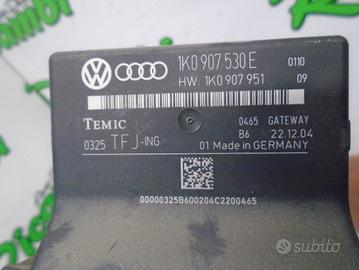 1K0 907 530 E 0110
HW: 1K0 907 951 09
TEMIC 0465 GATEWAY
0325 TFJ-ING B6 22.12.04
01 Made in GERMANY
00000325B600204C2200465
subito